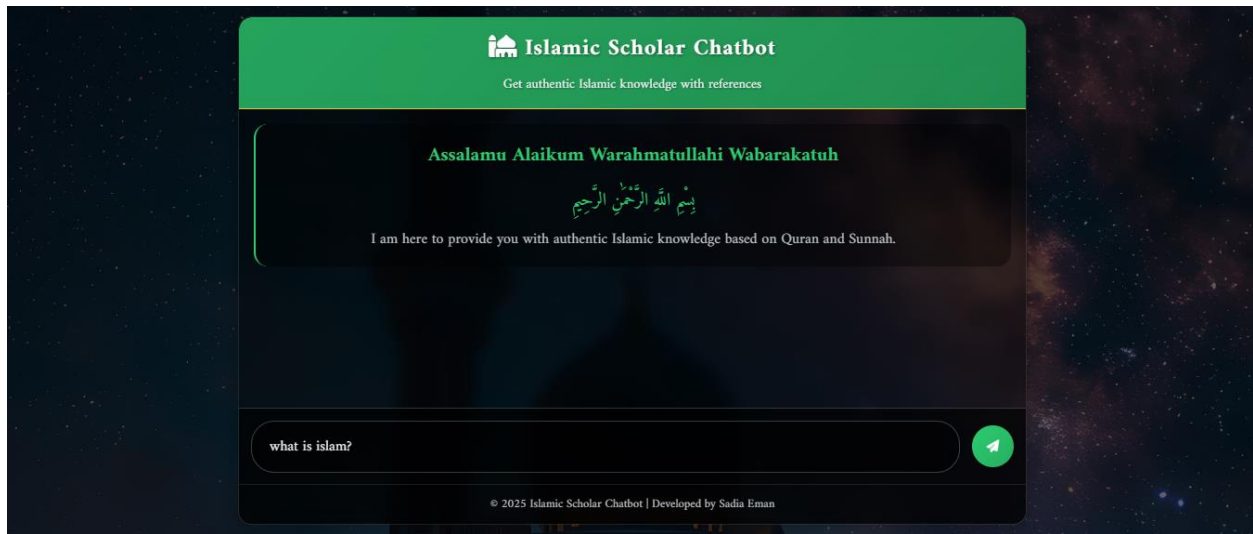 Islamic Scholar Chatbot
Get authentic Islamic knowledge with references
Assalamu Alaikum Warahmatullahi Wabarakatuh
بِسْمِ اللَّهِ الرَّحْمَٰنِ الرَّحِيمِ
I am here to provide you with authentic Islamic knowledge based on Quran and Sunnah.
what is islam?
© 2025 Islamic Scholar Chatbot | Developed by Sadia Eman